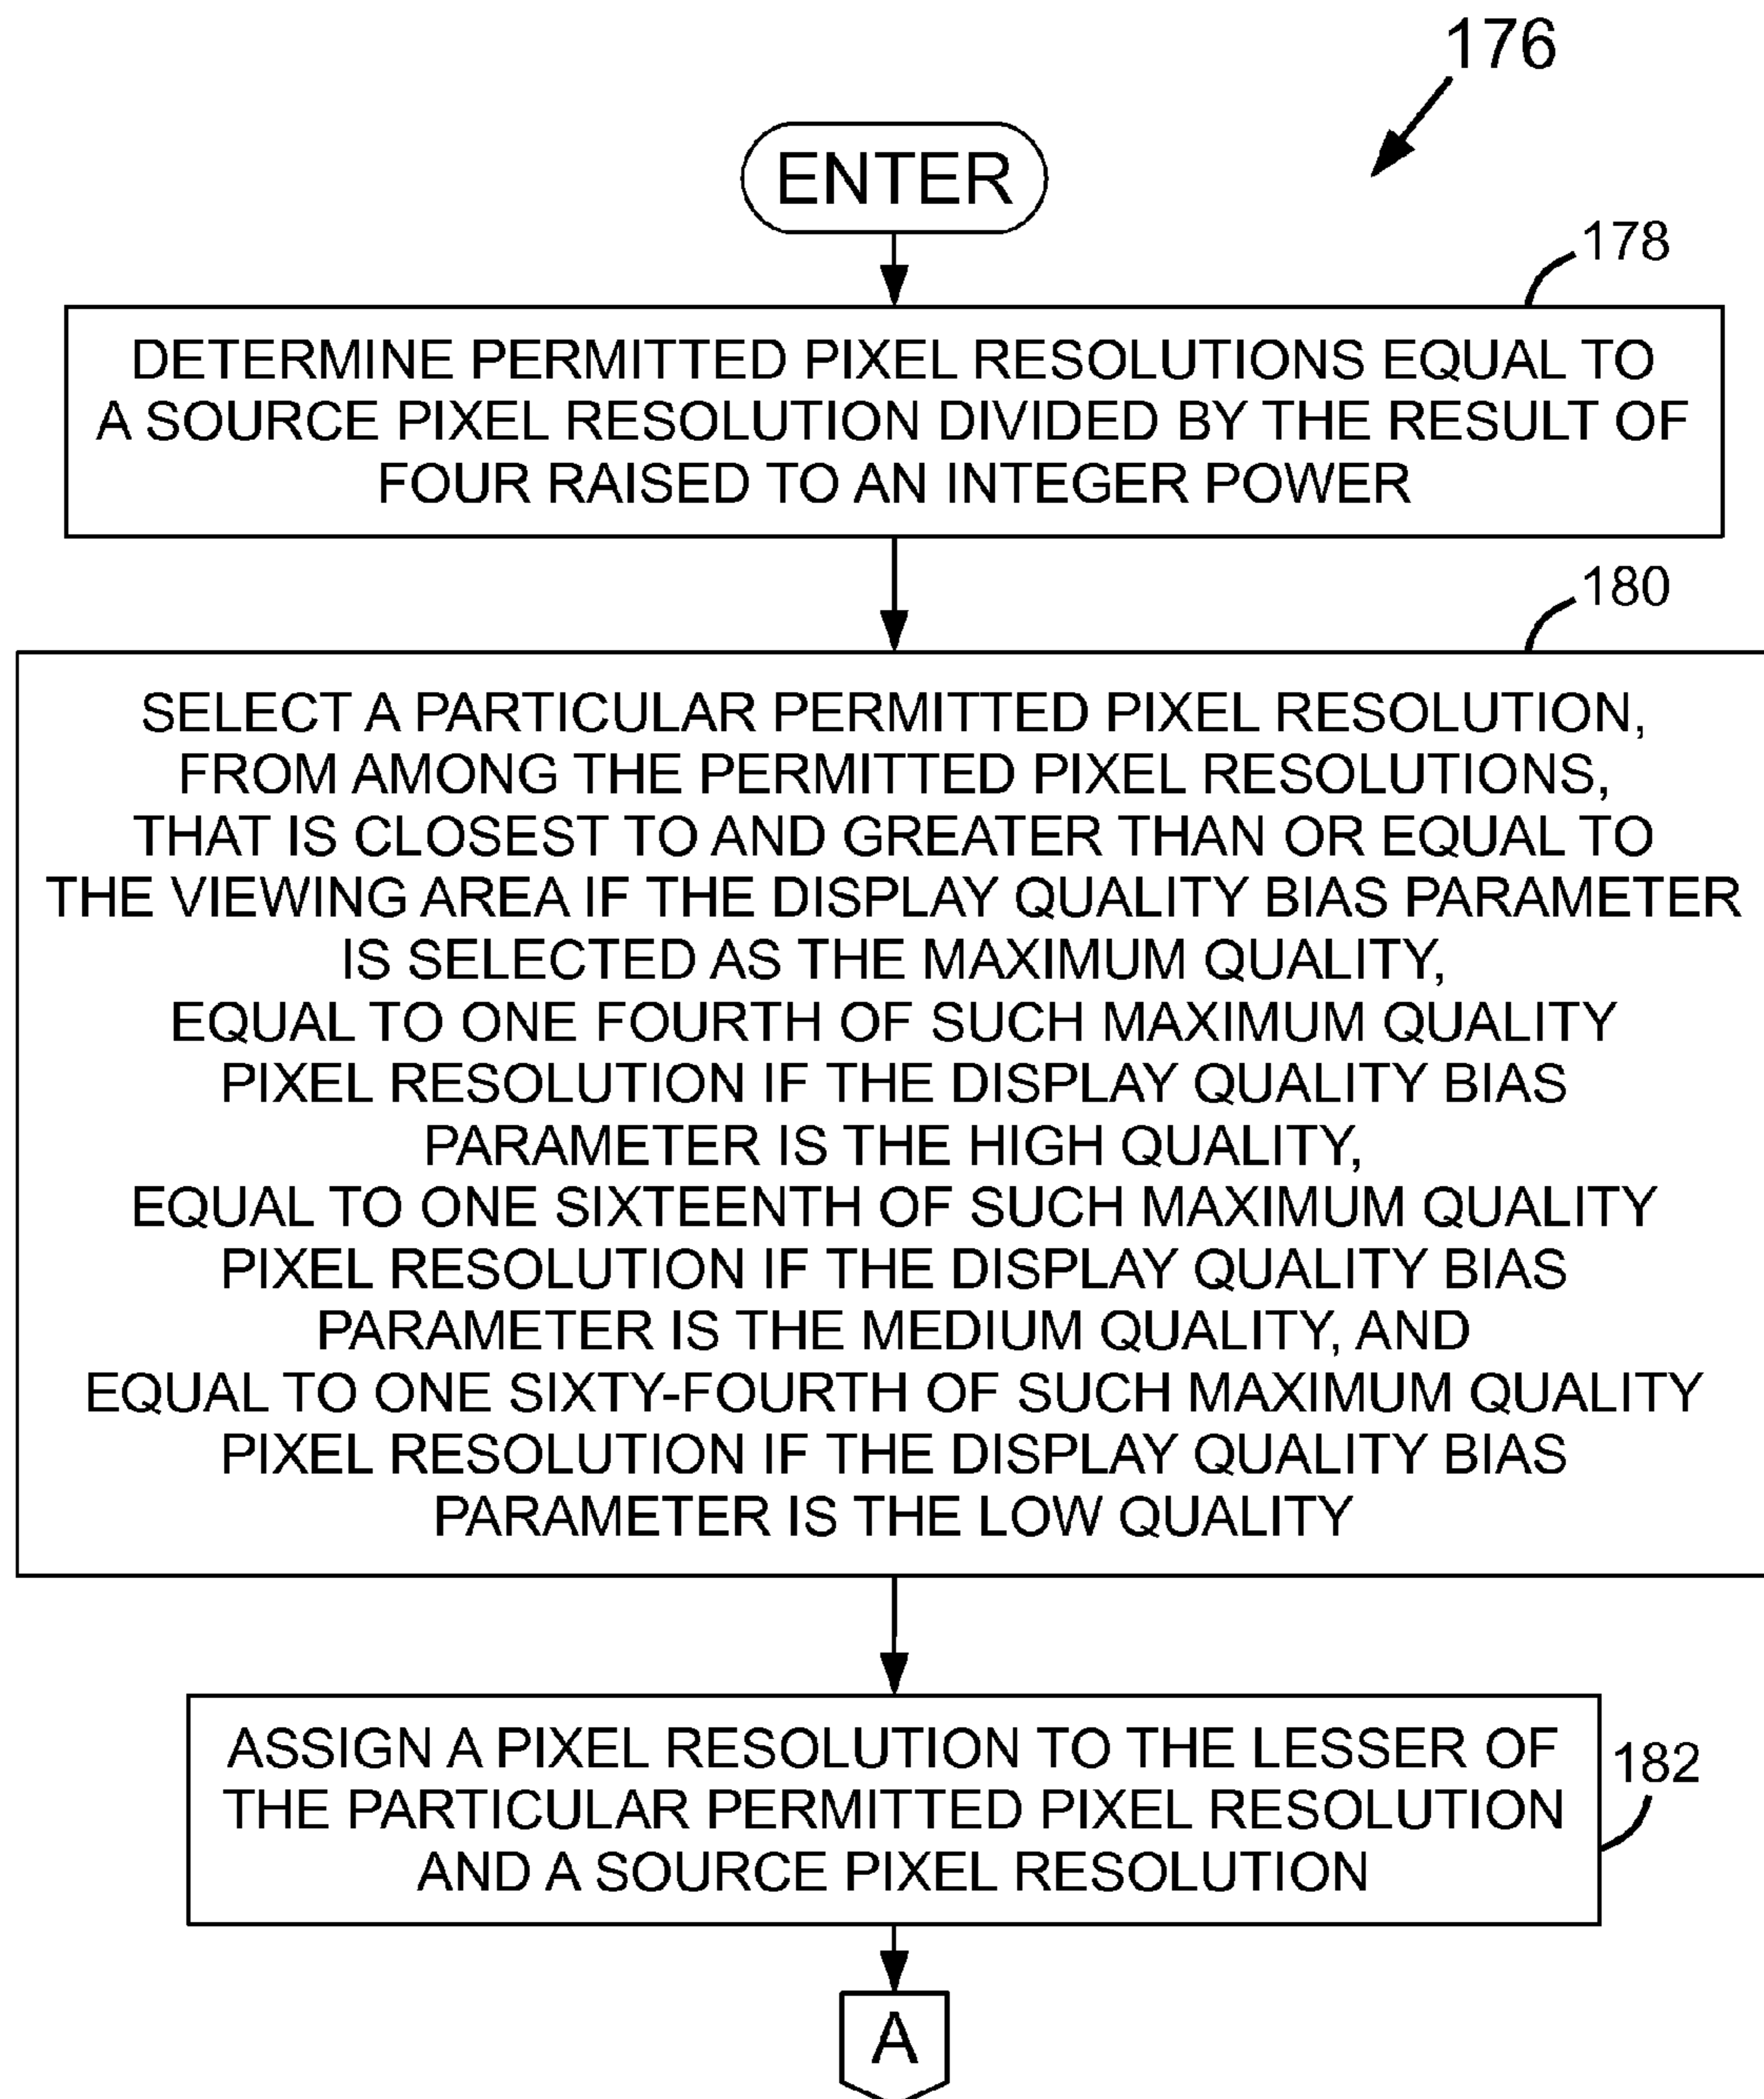 176
ENTER
178
DETERMINE PERMITTED PIXEL RESOLUTIONS EQUAL TO
A SOURCE PIXEL RESOLUTION DIVIDED BY THE RESULT OF
FOUR RAISED TO AN INTEGER POWER
180
SELECT A PARTICULAR PERMITTED PIXEL RESOLUTION,
FROM AMONG THE PERMITTED PIXEL RESOLUTIONS,
THAT IS CLOSEST TO AND GREATER THAN OR EQUAL TO
THE VIEWING AREA IF THE DISPLAY QUALITY BIAS PARAMETER
IS SELECTED AS THE MAXIMUM QUALITY,
EQUAL TO ONE FOURTH OF SUCH MAXIMUM QUALITY
PIXEL RESOLUTION IF THE DISPLAY QUALITY BIAS
PARAMETER IS THE HIGH QUALITY,
EQUAL TO ONE SIXTEENTH OF SUCH MAXIMUM QUALITY
PIXEL RESOLUTION IF THE DISPLAY QUALITY BIAS
PARAMETER IS THE MEDIUM QUALITY, AND
EQUAL TO ONE SIXTY-FOURTH OF SUCH MAXIMUM QUALITY
PIXEL RESOLUTION IF THE DISPLAY QUALITY BIAS
PARAMETER IS THE LOW QUALITY
ASSIGN A PIXEL RESOLUTION TO THE LESSER OF
THE PARTICULAR PERMITTED PIXEL RESOLUTION
AND A SOURCE PIXEL RESOLUTION
182
A